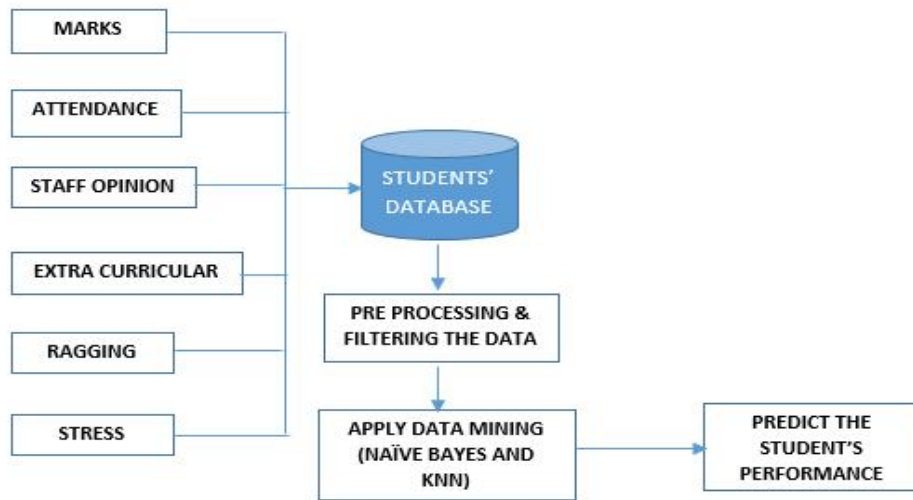 MARKS
ATTENDANCE
STAFF OPINION
EXTRA CURRICULAR
RAGGING
STRESS
STUDENTS'
DATABASE
PRE PROCESSING &
FILTERING THE DATA
APPLY DATA MINING
(NAÏVE BAYES AND
KNN)
PREDICT THE
STUDENT'S
PERFORMANCE